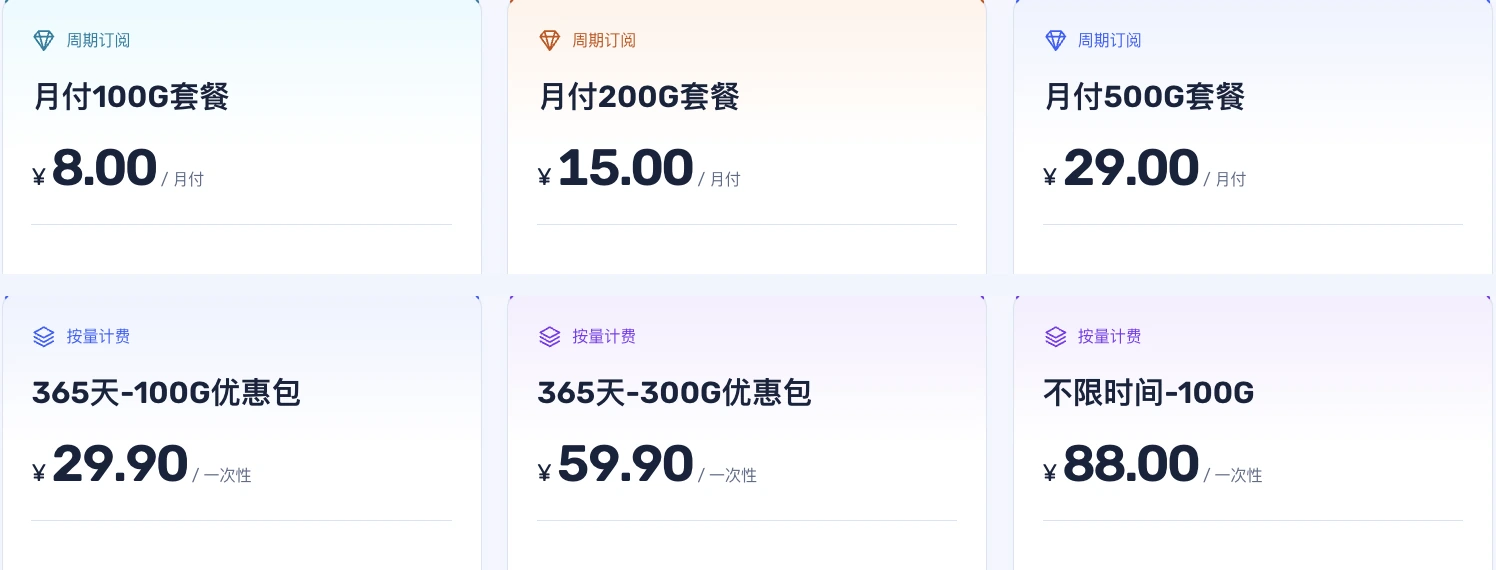 周期订阅
月付100G套餐
¥ 8.00 / 月付
周期订阅
月付200G套餐
¥ 15.00 / 月付
周期订阅
月付500G套餐
¥ 29.00 / 月付
按量计费
365天-100G优惠包
¥ 29.90 / 一次性
按量计费
365天-300G优惠包
¥ 59.90 / 一次性
按量计费
不限时间-100G
¥ 88.00 / 一次性